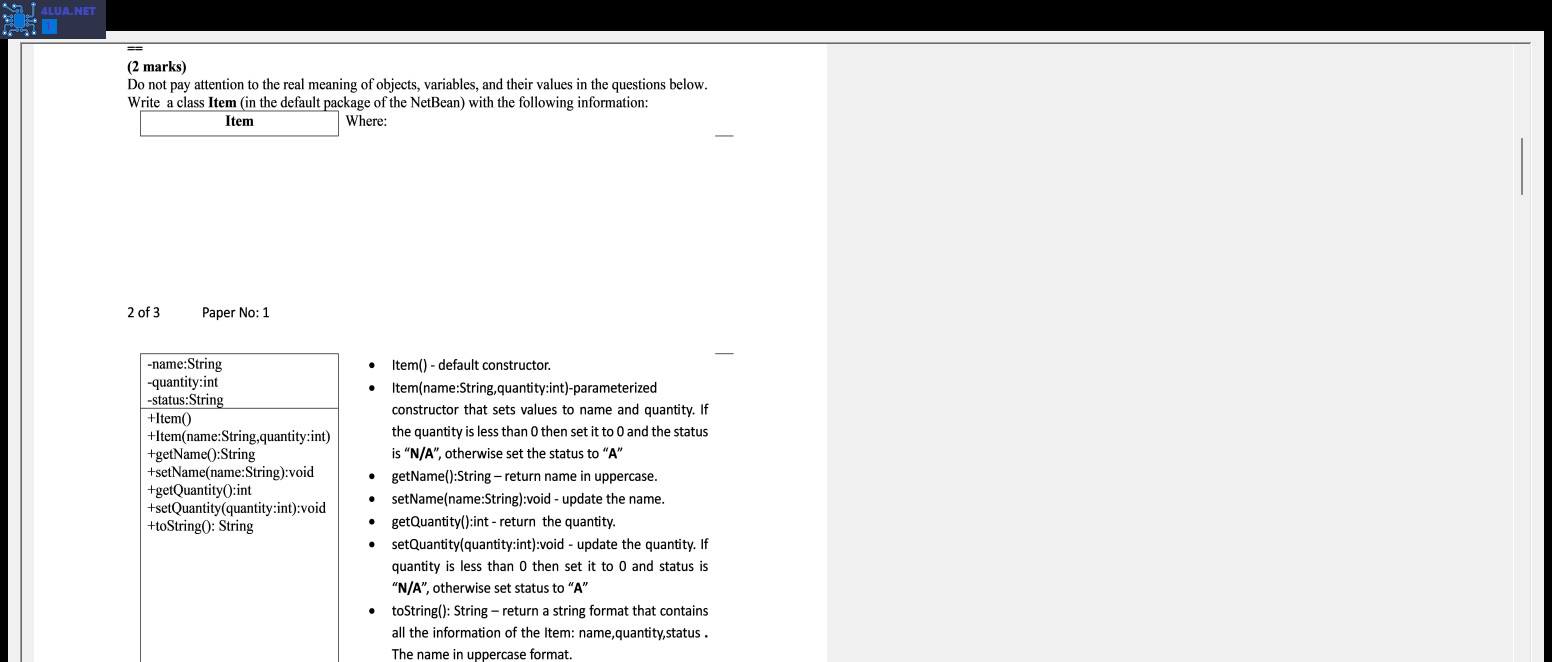 4LUA.NET
==
(2 marks)
Do not pay attention to the real meaning of objects, variables, and their values in the questions below.
Write a class Item (in the default package of the NetBean) with the following information:
Item
Where:
2 of 3 Paper No: 1
-name:String
-quantity:int
-status:String
+Item()
+Item(name:String,quantity:int)
+getName():String
+setName(name:String):void
+getQuantity():int
+setQuantity(quantity:int):void
+toString(): String
• Item() - default constructor.
• Item(name:String,quantity:int)-parameterized
constructor that sets values to name and quantity. If
the quantity is less than 0 then set it to 0 and the status
is “N/A”, otherwise set the status to “A”
• getName():String – return name in uppercase.
• setName(name:String):void - update the name.
• getQuantity():int - return the quantity.
• setQuantity(quantity:int):void - update the quantity. If
quantity is less than 0 then set it to 0 and status is
“N/A”, otherwise set status to “A”
• toString(): String – return a string format that contains
all the information of the Item: name,quantity,status .
The name in uppercase format.